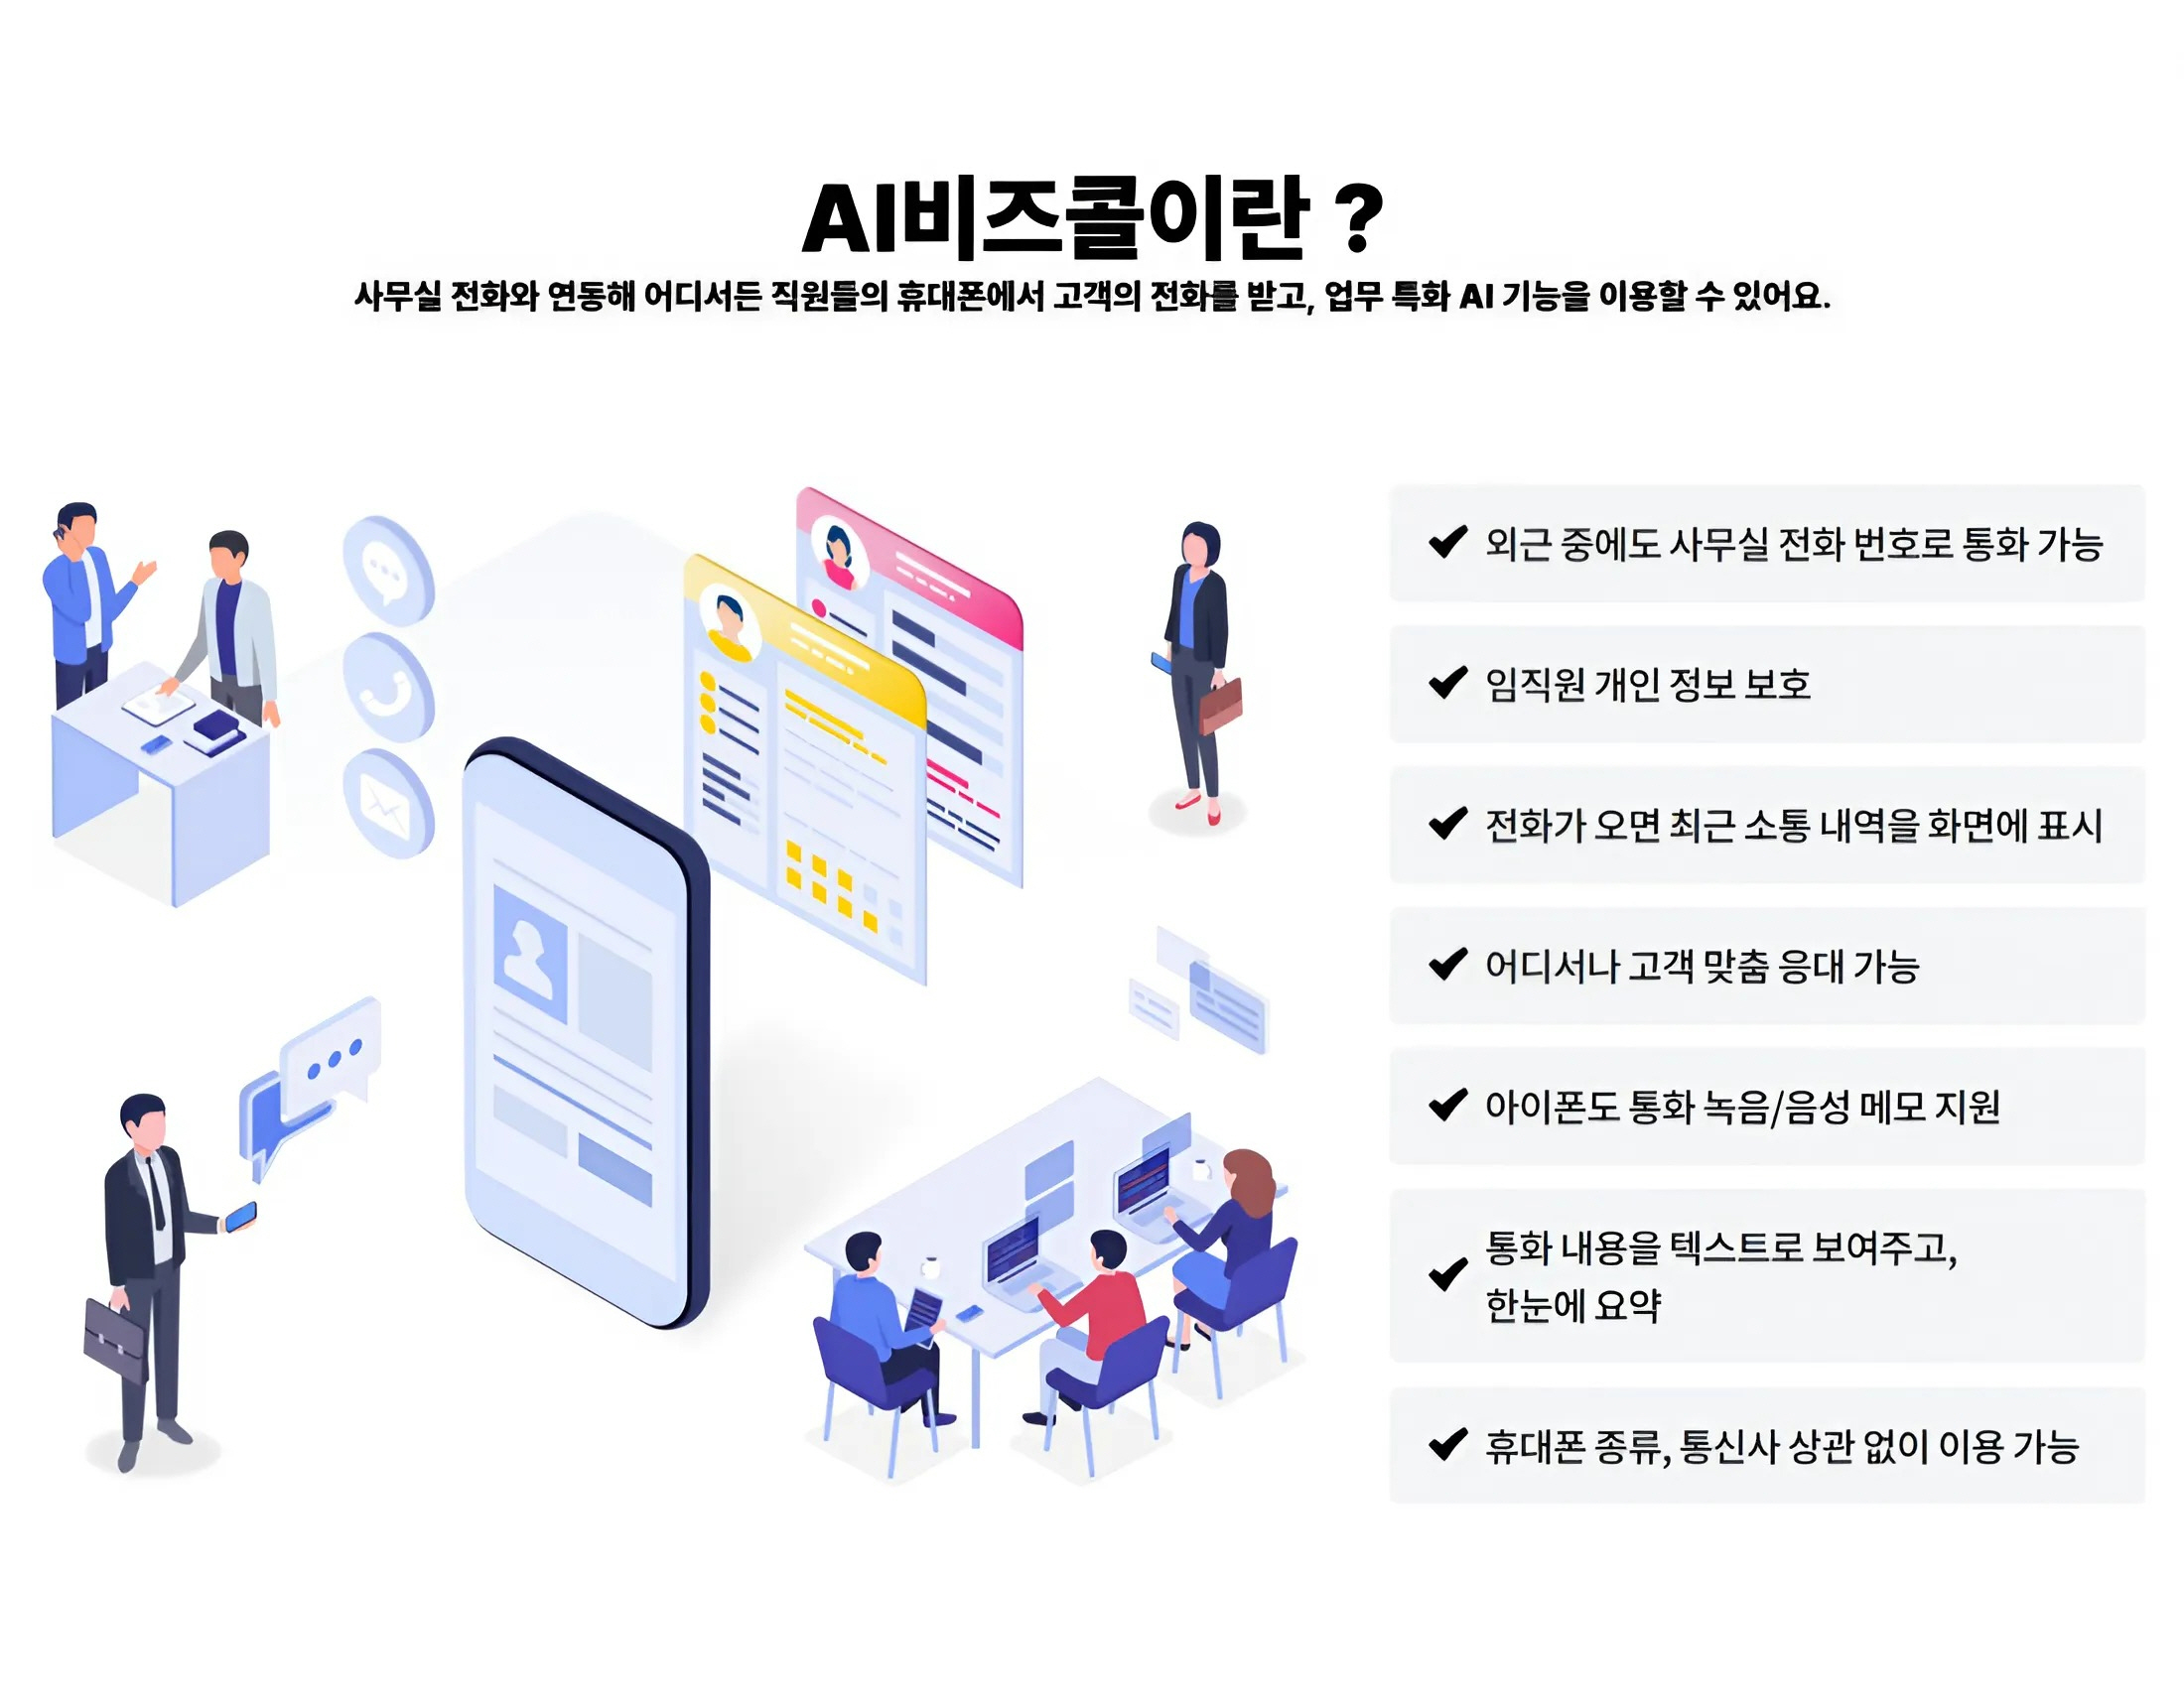 AI비즈콜이란 ?
사무실 전화와 연동해 어디서든 직원들의 휴대폰에서 고객의 전화를 받고, 업무 특화 AI 기능을 이용할 수 있어요.
외근 중에도 사무실 전화 번호로 통화 가능
임직원 개인 정보 보호
전화가 오면 최근 소통 내역을 화면에 표시
어디서나 고객 맞춤 응대 가능
아이폰도 통화 녹음/음성 메모 지원
통화 내용을 텍스트로 보여주고,
한눈에 요약
휴대폰 종류, 통신사 상관 없이 이용 가능